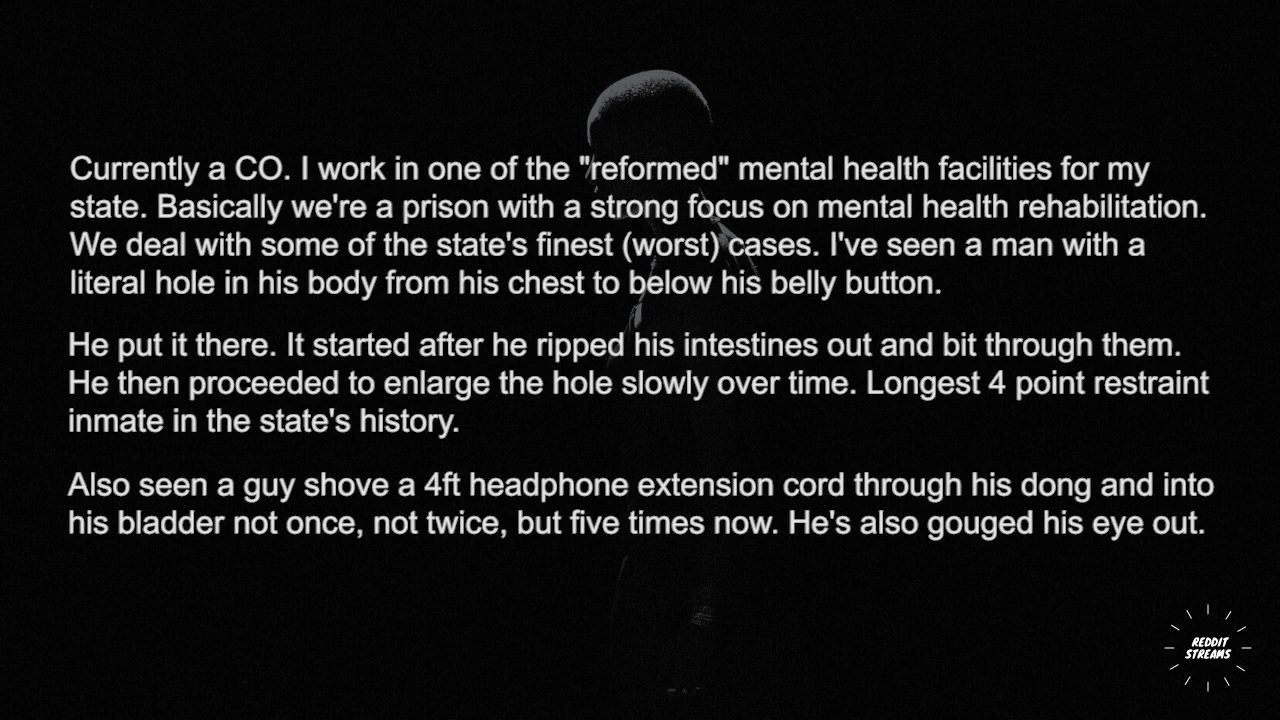 Currently a CO. I work in one of the "reformed" mental health facilities for my
state. Basically we're a prison with a strong focus on mental health rehabilitation.
We deal with some of the state's finest (worst) cases. I've seen a man with a
literal hole in his body from his chest to below his belly button.
He put it there. It started after he ripped his intestines out and bit through them.
He then proceeded to enlarge the hole slowly over time. Longest 4 point restraint
inmate in the state's history.
Also seen a guy shove a 4ft headphone extension cord through his dong and into
his bladder not once, not twice, but five times now. He's also gouged his eye out.
REDDIT
STREAMS